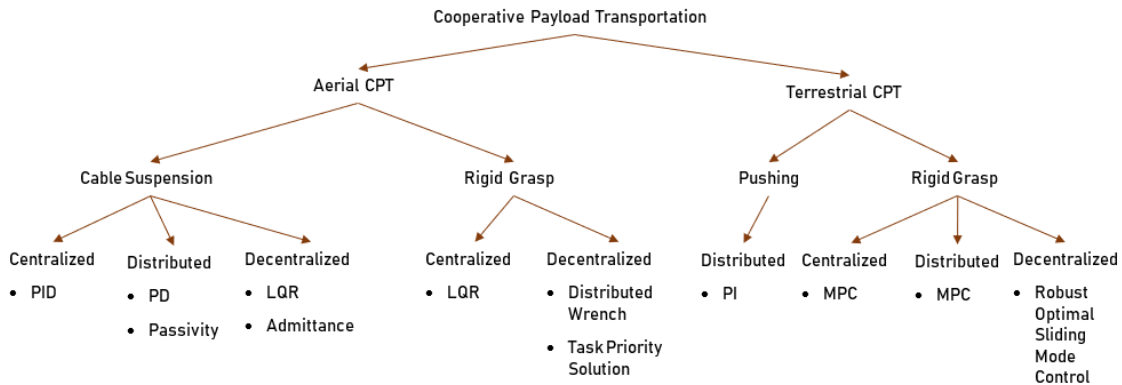 Cooperative Payload Transportation
Aerial CPT
Terrestrial CPT
Cable Suspension
Rigid Grasp
Pushing
Rigid Grasp
Centralized
• PID
Distributed
• PD
• Passivity
Decentralized
• LQR
• Admittance
Centralized
• LQR
Decentralized
• Distributed
Wrench
• Task Priority
Solution
Distributed
• PI
Centralized
• MPC
Distributed
• MPC
Decentralized
• Robust
Optimal
Sliding
Mode
Control